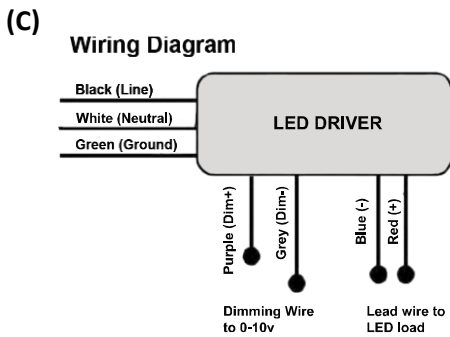 (C)
Wiring Diagram
Black (Line)
White (Neutral)
Green (Ground)
LED DRIVER
Purple (Dim+)
Grey (Dim-)
Blue (-)
Red (+)
Dimming Wire
to 0-10v
Lead wire to
LED load